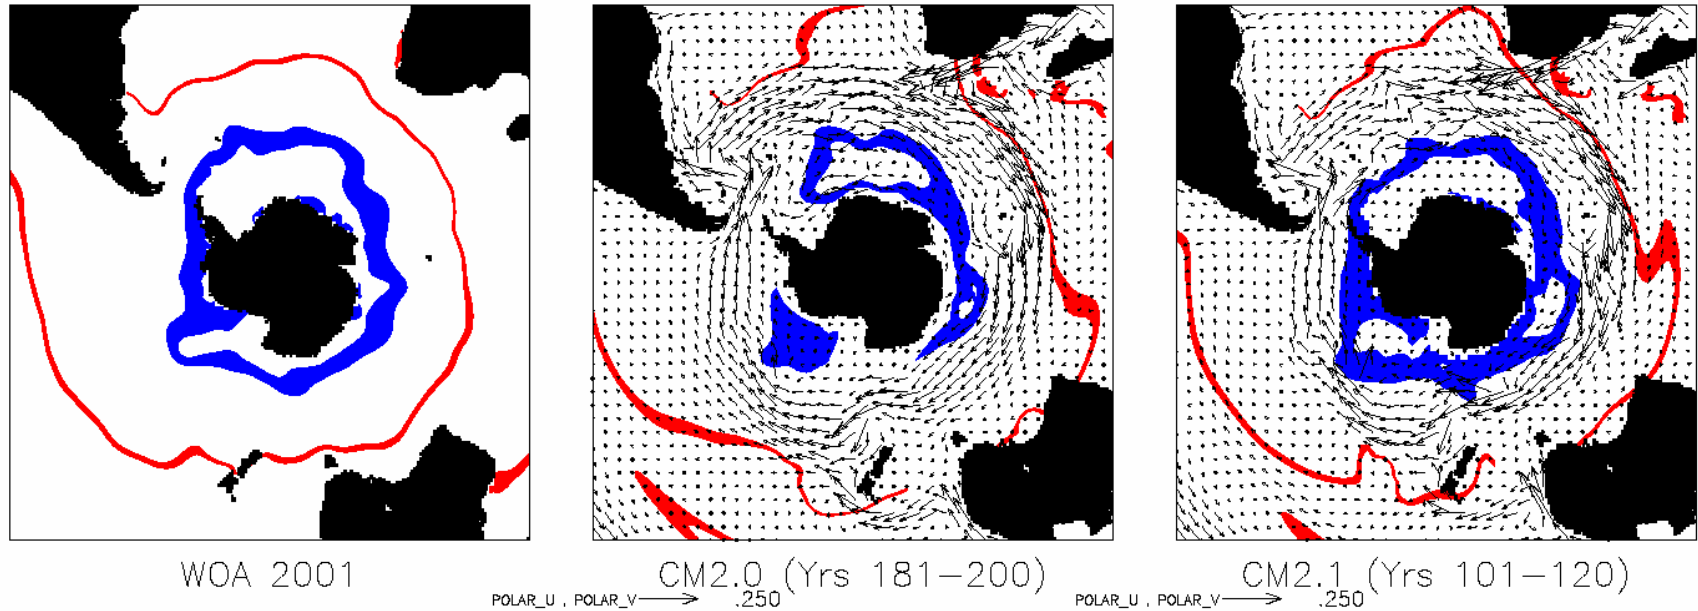 WOA 2001
CM2.0 (Yrs 181-200)
CM2.1 (Yrs 101-120)
POLAR_U , POLAR_V .250
POLAR_U , POLAR_V .250